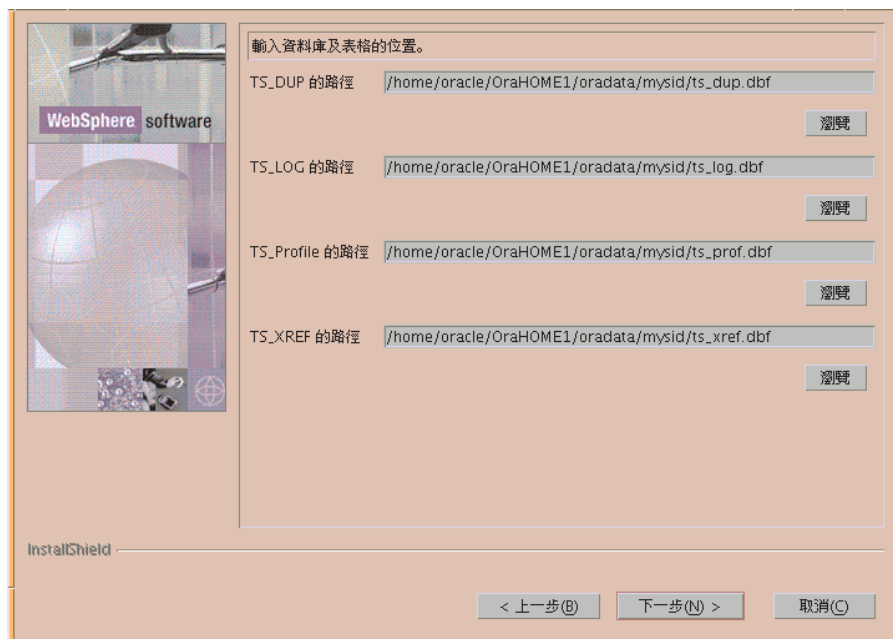 WebSphere software
輸入資料庫及表格的位置。
TS_DUP 的路徑 /home/oracle/OraHOME1/oradata/mysid/ts_dup.dbf
瀏覽
TS_LOG 的路徑 /home/oracle/OraHOME1/oradata/mysid/ts_log.dbf
瀏覽
TS_Profile 的路徑 /home/oracle/OraHOME1/oradata/mysid/ts_prof.dbf
瀏覽
TS_XREF 的路徑 /home/oracle/OraHOME1/oradata/mysid/ts_xref.dbf
瀏覽
InstallShield
< 上一步(B) 下一步(N) > 取消(C)